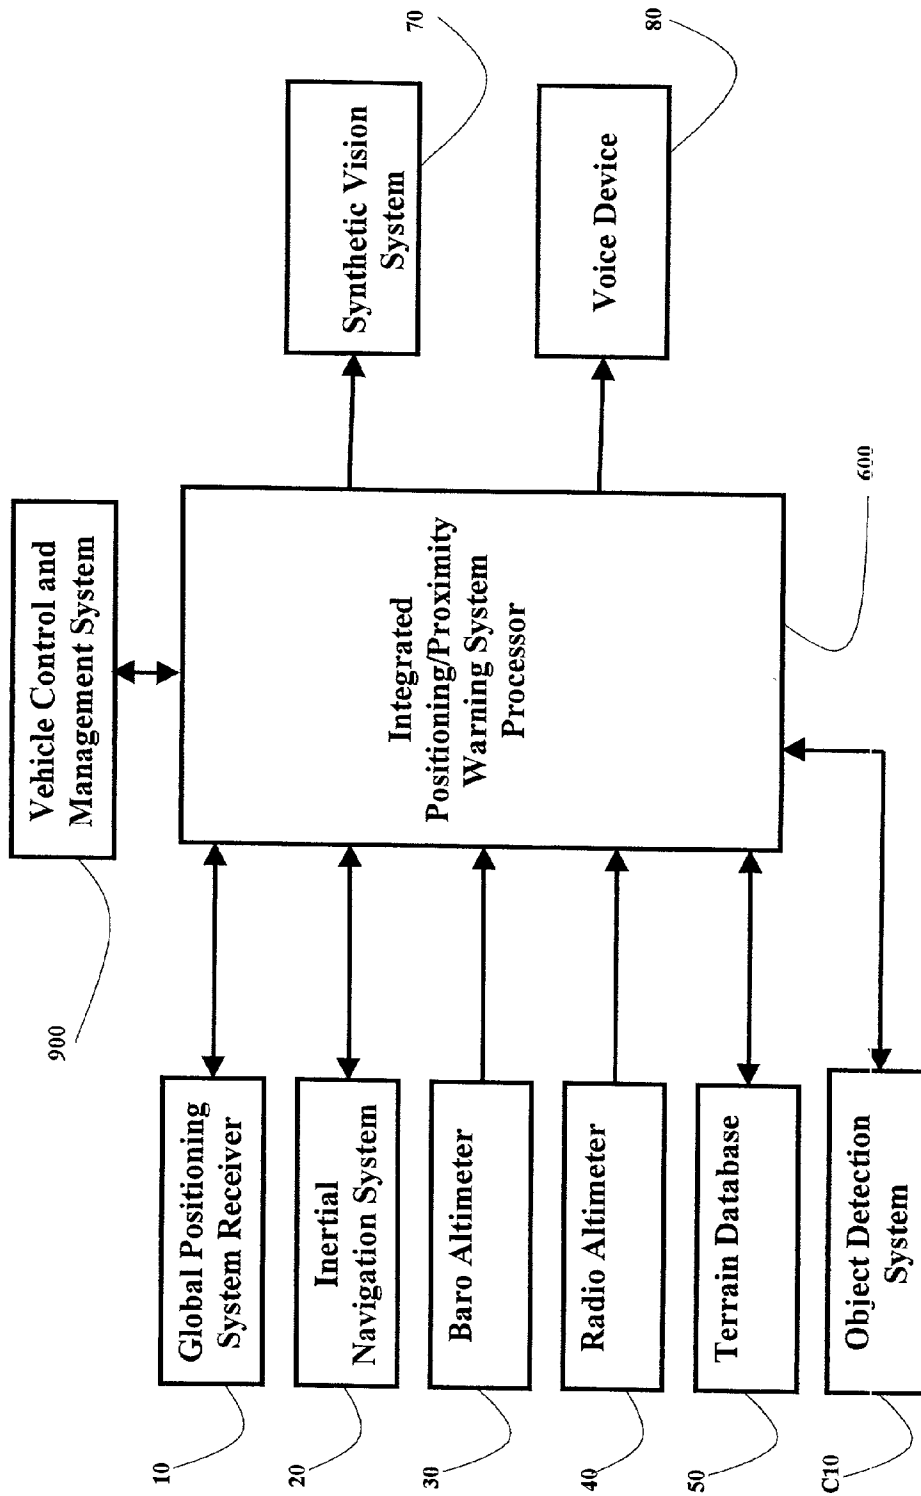 900
Vehicle Control and
Management System
10
Global Positioning
System Receiver
20
Inertial
Navigation System
30
Baro Altimeter
40
Radio Altimeter
50
Terrain Database
C10
Object Detection
System
Integrated
Positioning/Proximity
Warning System
Processor
600
Synthetic Vision
System
70
Voice Device
80